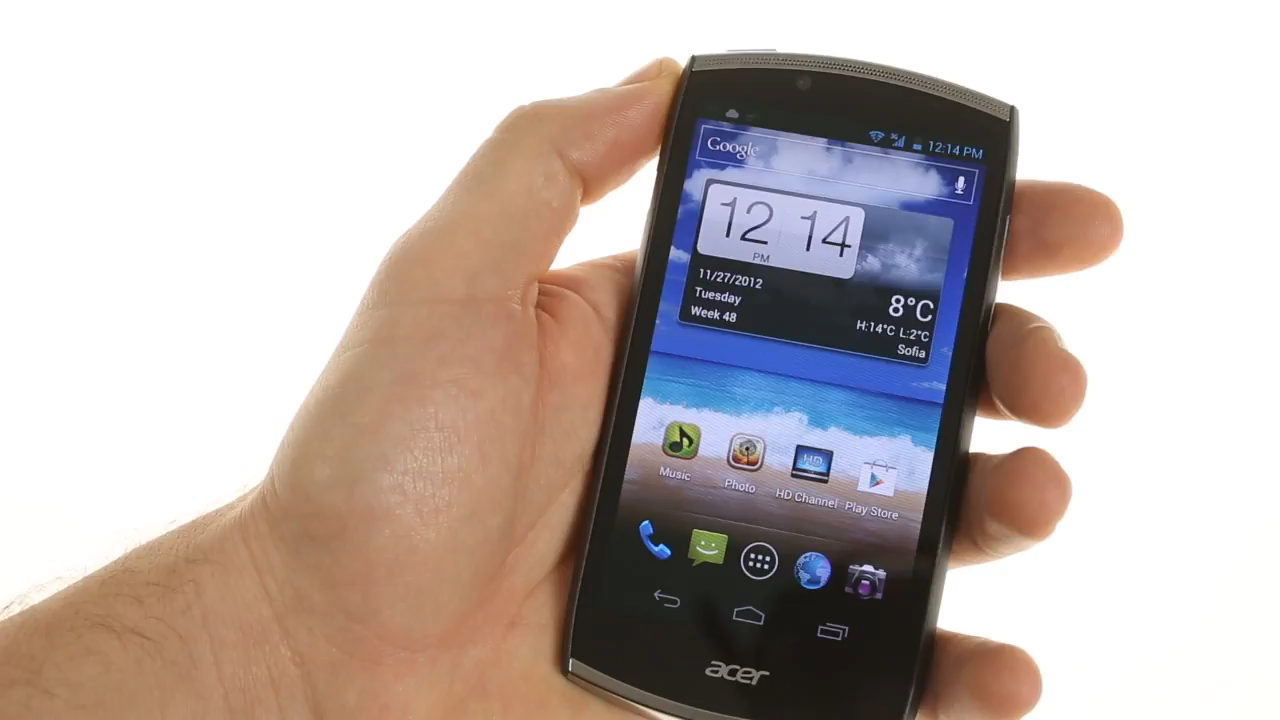 12:14 PM
Google
12 14
PM
11/27/2012
Tuesday
Week 48
8°C
H:14°C L:2°C
Sofia
Music
Photo
HD
HD Channel
Play Store
acer